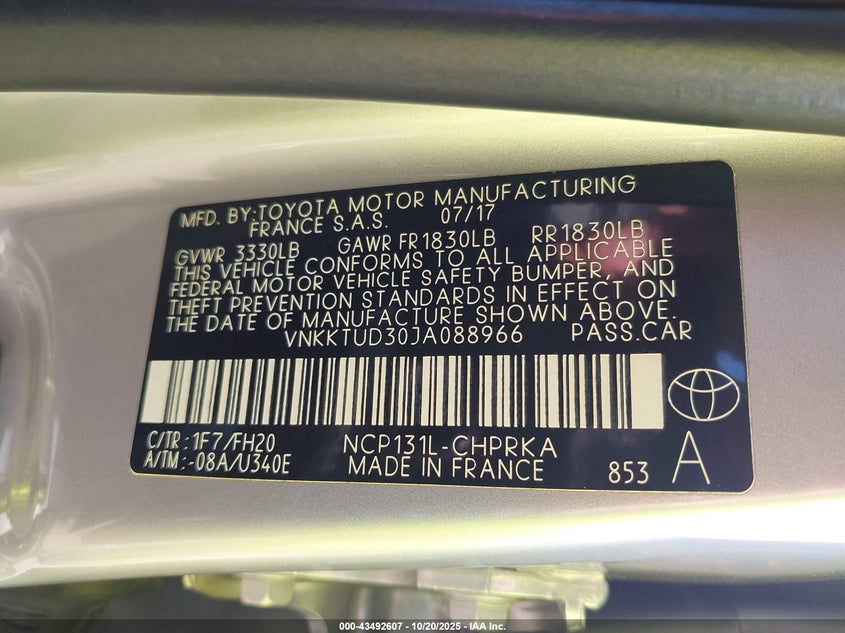 MFD. BY:TOYOTA MOTOR MANUFACTURING
FRANCE S.A.S. 07/17
GVWR 3330LB GAWR FR1830LB RR1830LB
THIS VEHICLE CONFORMS TO ALL APPLICABLE
FEDERAL MOTOR VEHICLE SAFETY BUMPER, AND
THEFT PREVENTION STANDARDS IN EFFECT ON
THE DATE OF MANUFACTURE SHOWN ABOVE.
VNKKTUD30JA088966 PASS.CAR
C/TR:1F7/FH20 NCP131L-CHPRKA
A/TM:-08A/U340E MADE IN FRANCE 853 A
000-43492607 - 10/20/2025 - IAA Inc.